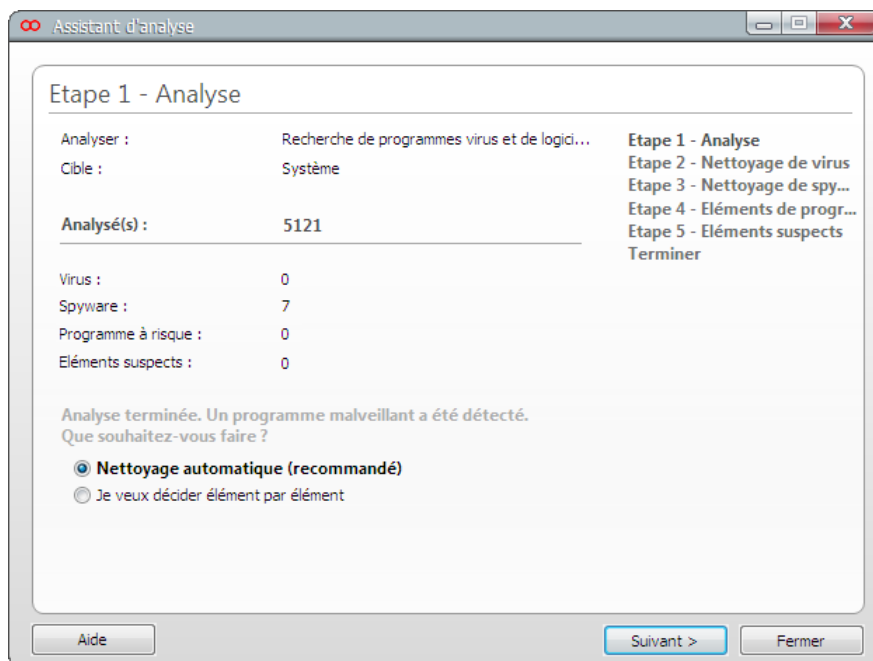 Assistant d'analyse
Etape 1 - Analyse
Analyser : Recherche de programmes virus et de logici...
Cible : Système
Analysé(s) : 5121
Virus : 0
Spyware : 7
Programme à risque : 0
Eléments suspects : 0
Analyse terminée. Un programme malveillant a été détecté.
Que souhaitez-vous faire ?
Nettoyage automatique (recommandé)
Je veux décider élément par élément
Etape 1 - Analyse
Etape 2 - Nettoyage de virus
Etape 3 - Nettoyage de spy...
Etape 4 - Eléments de progr...
Etape 5 - Eléments suspects
Terminer
Aide
Suivant >
Fermer